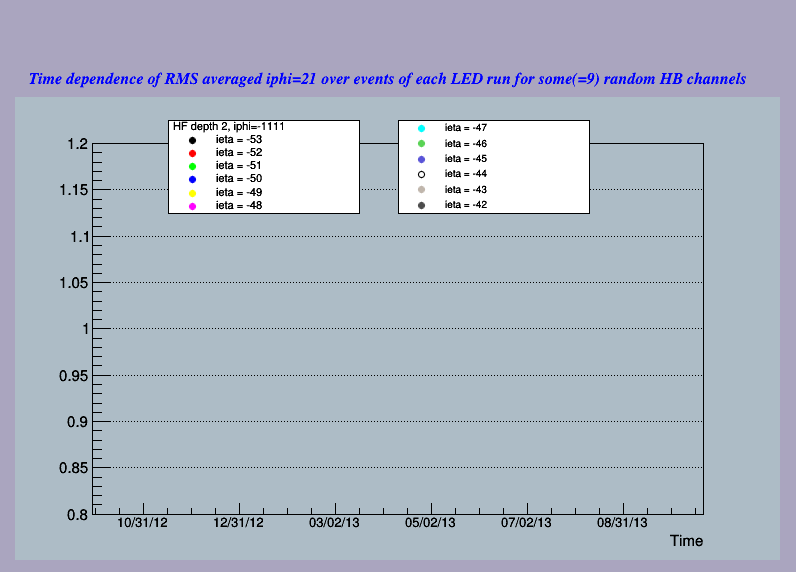 Time dependence of RMS averaged iphi=21 over events of each LED run for some(=9) random HB channels
HF depth 2, iphi=-1111
ieta = -53
ieta = -52
ieta = -51
ieta = -50
ieta = -49
ieta = -48
ieta = -47
ieta = -46
ieta = -45
ieta = -44
ieta = -43
ieta = -42
1.2
1.15
1.1
1.05
1
0.95
0.9
0.85
0.8
10/31/12 12/31/12 03/02/13 05/02/13 07/02/13 08/31/13
Time